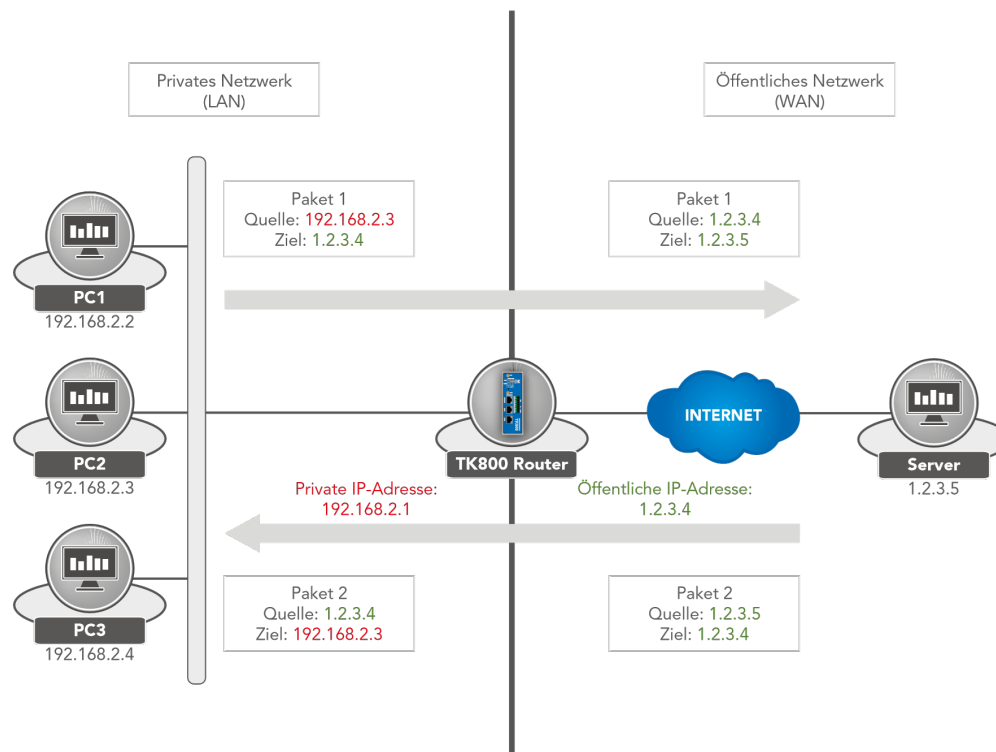 Privates Netzwerk
(LAN)
Öffentliches Netzwerk
(WAN)
Paket 1
Quelle: 192.168.2.3
Ziel: 1.2.3.4
Paket 1
Quelle: 1.2.3.4
Ziel: 1.2.3.5
PC1
192.168.2.2
PC2
192.168.2.3
TK800 Router
INTERNET
Server
1.2.3.5
Private IP-Adresse:
192.168.2.1
Öffentliche IP-Adresse:
1.2.3.4
PC3
192.168.2.4
Paket 2
Quelle: 1.2.3.4
Ziel: 192.168.2.3
Paket 2
Quelle: 1.2.3.5
Ziel: 1.2.3.4